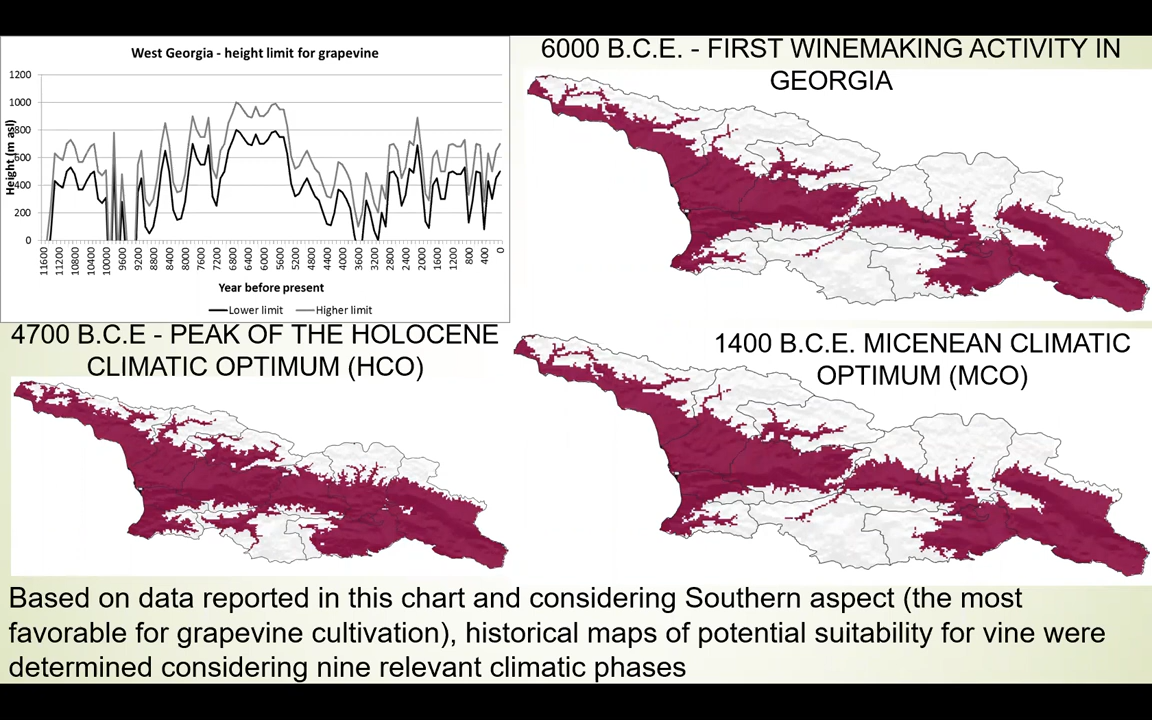 West Georgia - height limit for grapevine
1200
1000
800
600
400
200
0
Height (m asl)
11600 11200 10800 10400 10000 9600 9200 8800 8400 8000 7600 7200 6800 6400 6000 5600 5200 4800 4400 4000 3600 3200 2800 2400 2000 1600 1200 800 400 0
Year before present
Lower limit Higher limit
6000 B.C.E. - FIRST WINEMAKING ACTIVITY IN
GEORGIA
4700 B.C.E - PEAK OF THE HOLOCENE
CLIMATIC OPTIMUM (HCO)
1400 B.C.E. MICENEAN CLIMATIC
OPTIMUM (MCO)
Based on data reported in this chart and considering Southern aspect (the most
favorable for grapevine cultivation), historical maps of potential suitability for vine were
determined considering nine relevant climatic phases